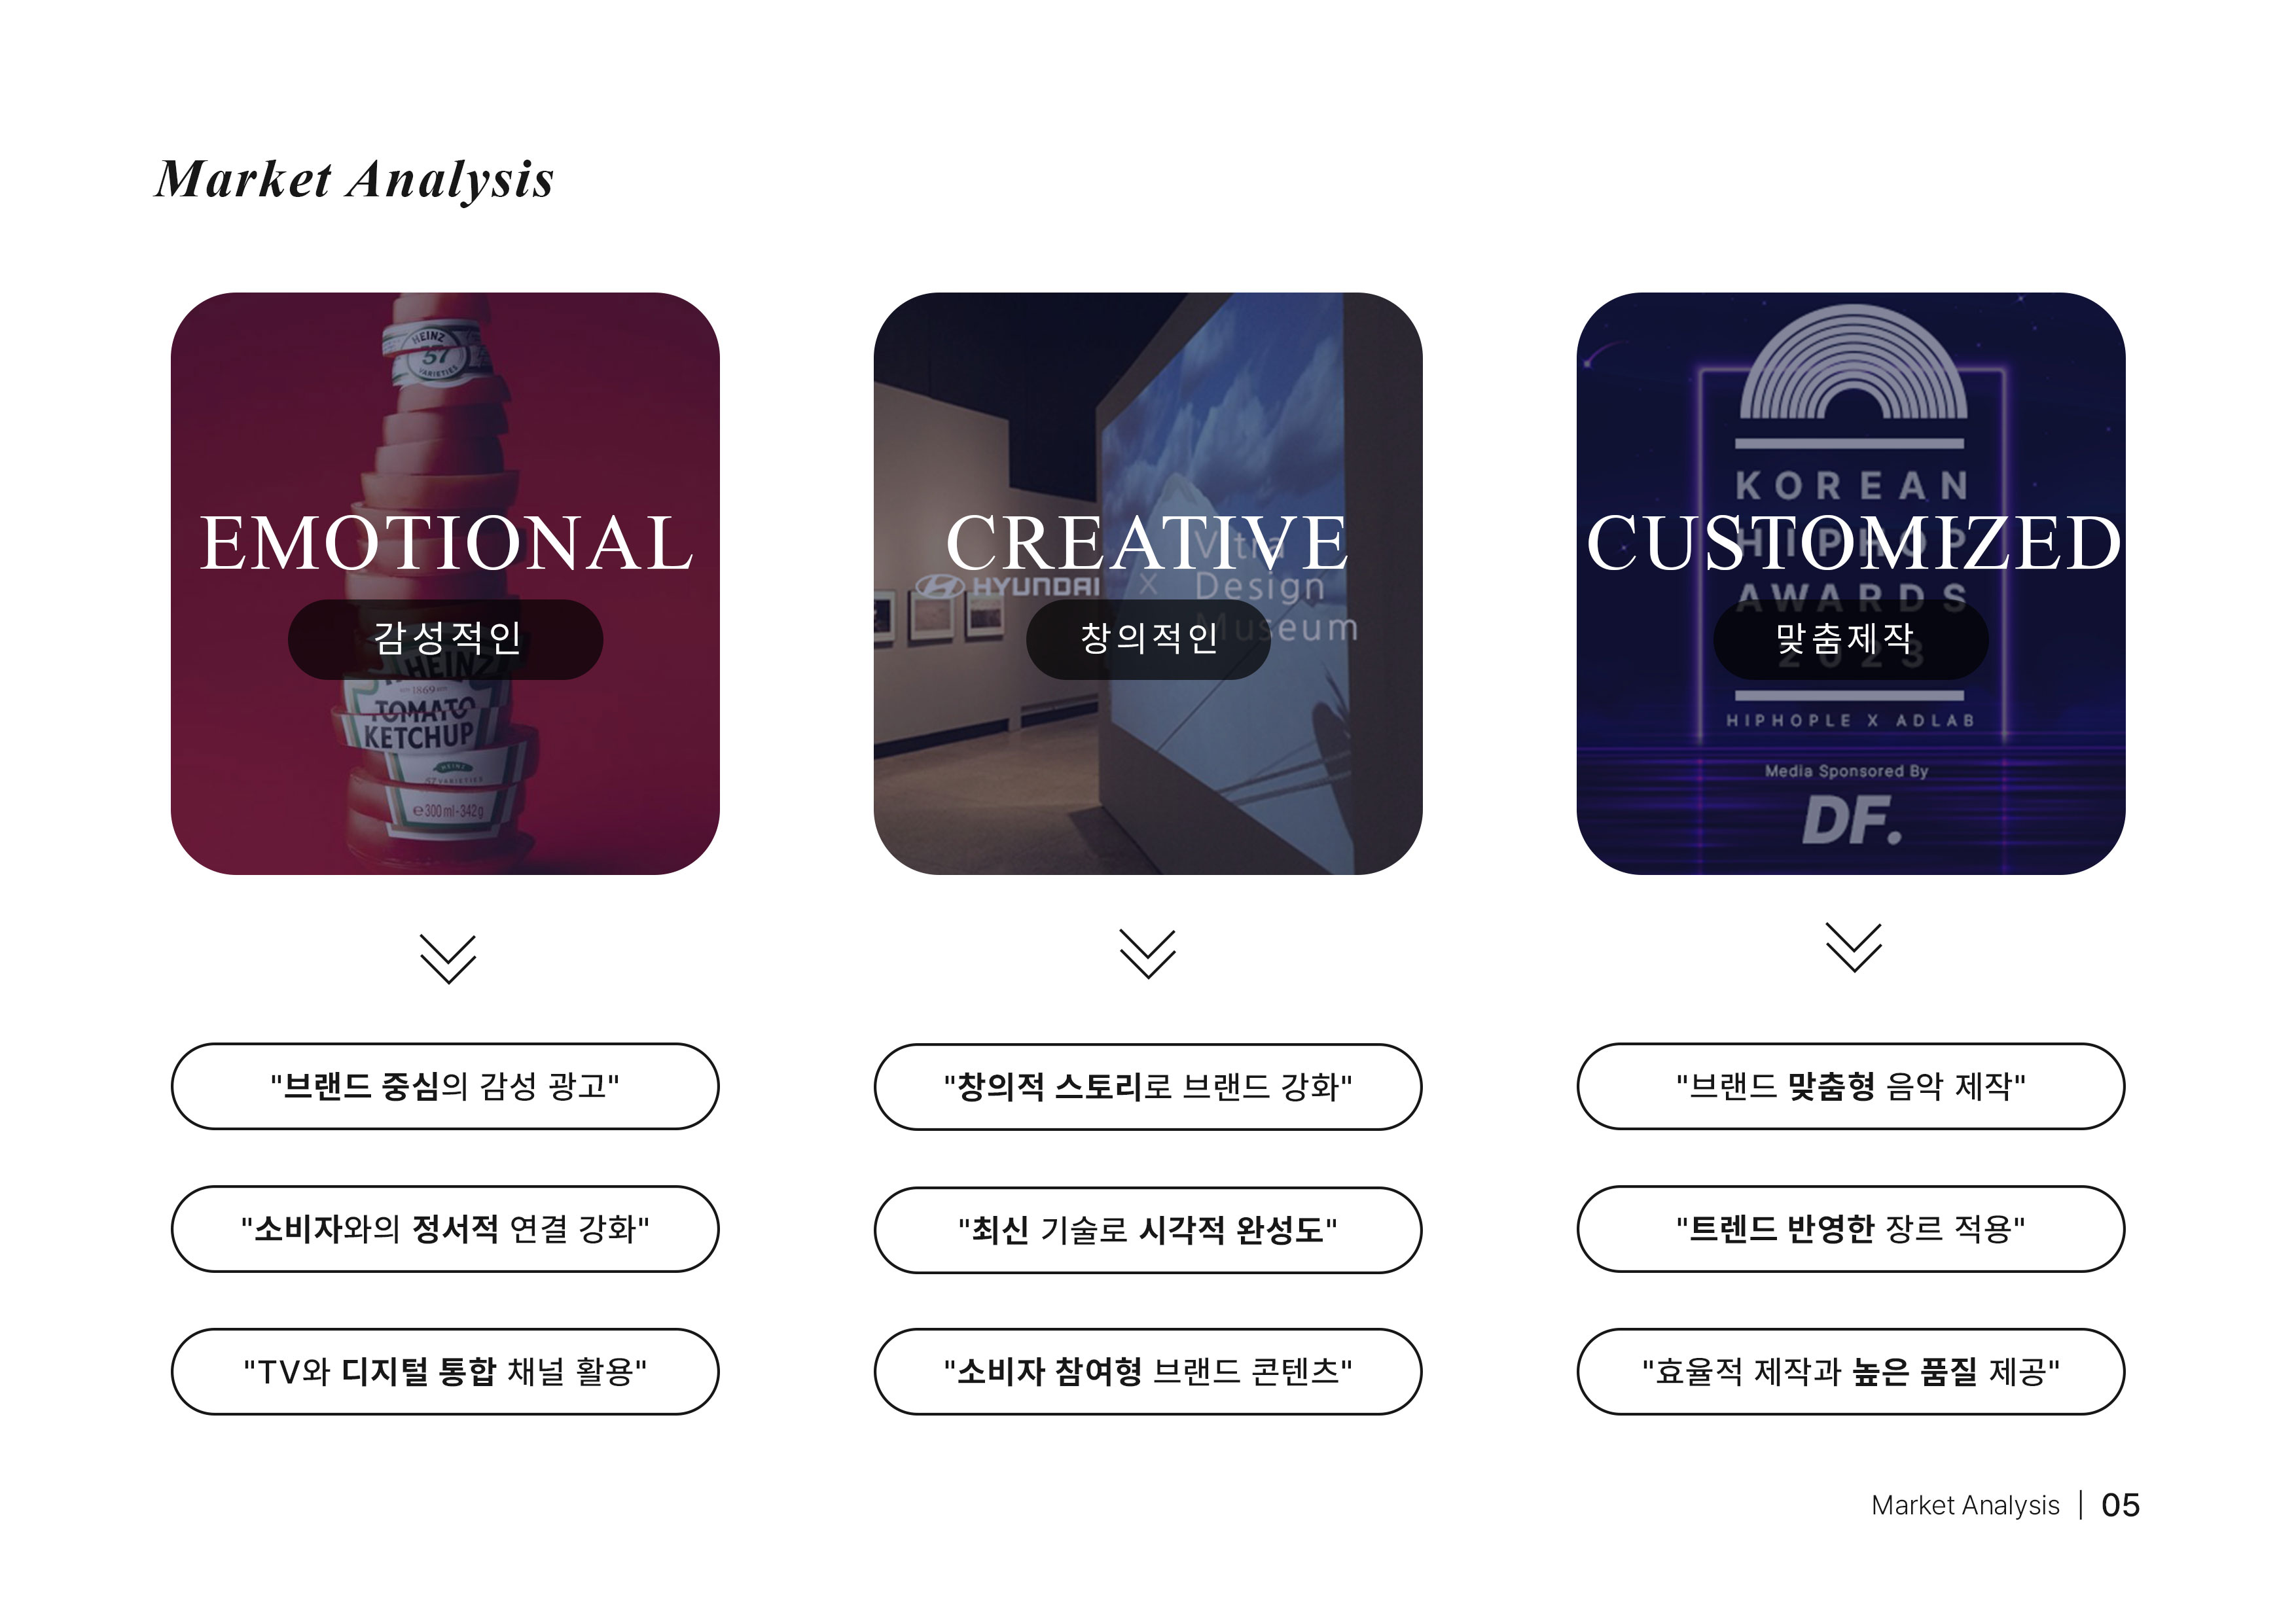 Market Analysis
HEINZ
57
VARIETIES
EMOTIONAL
감성적인
HEINZ
1869
TOMATO
KETCHUP
HEINZ
57 VARIETIES
e300 ml-342g
CREATIVE
Vitra
HYUNDAI X Design
Museum
창의적인
KOREAN
HIPHOP
CUSTOMIZED
AWARDS
맞춤제작
2023
HIPHOPLE X ADLAB
Media Sponsored By
DF.
"브랜드 중심의 감성 광고"
"소비자와의 정서적 연결 강화"
"TV와 디지털 통합 채널 활용"
"창의적 스토리로 브랜드 강화"
"최신 기술로 시각적 완성도"
"소비자 참여형 브랜드 콘텐츠"
"브랜드 맞춤형 음악 제작"
"트렌드 반영한 장르 적용"
"효율적 제작과 높은 품질 제공"
Market Analysis | 05